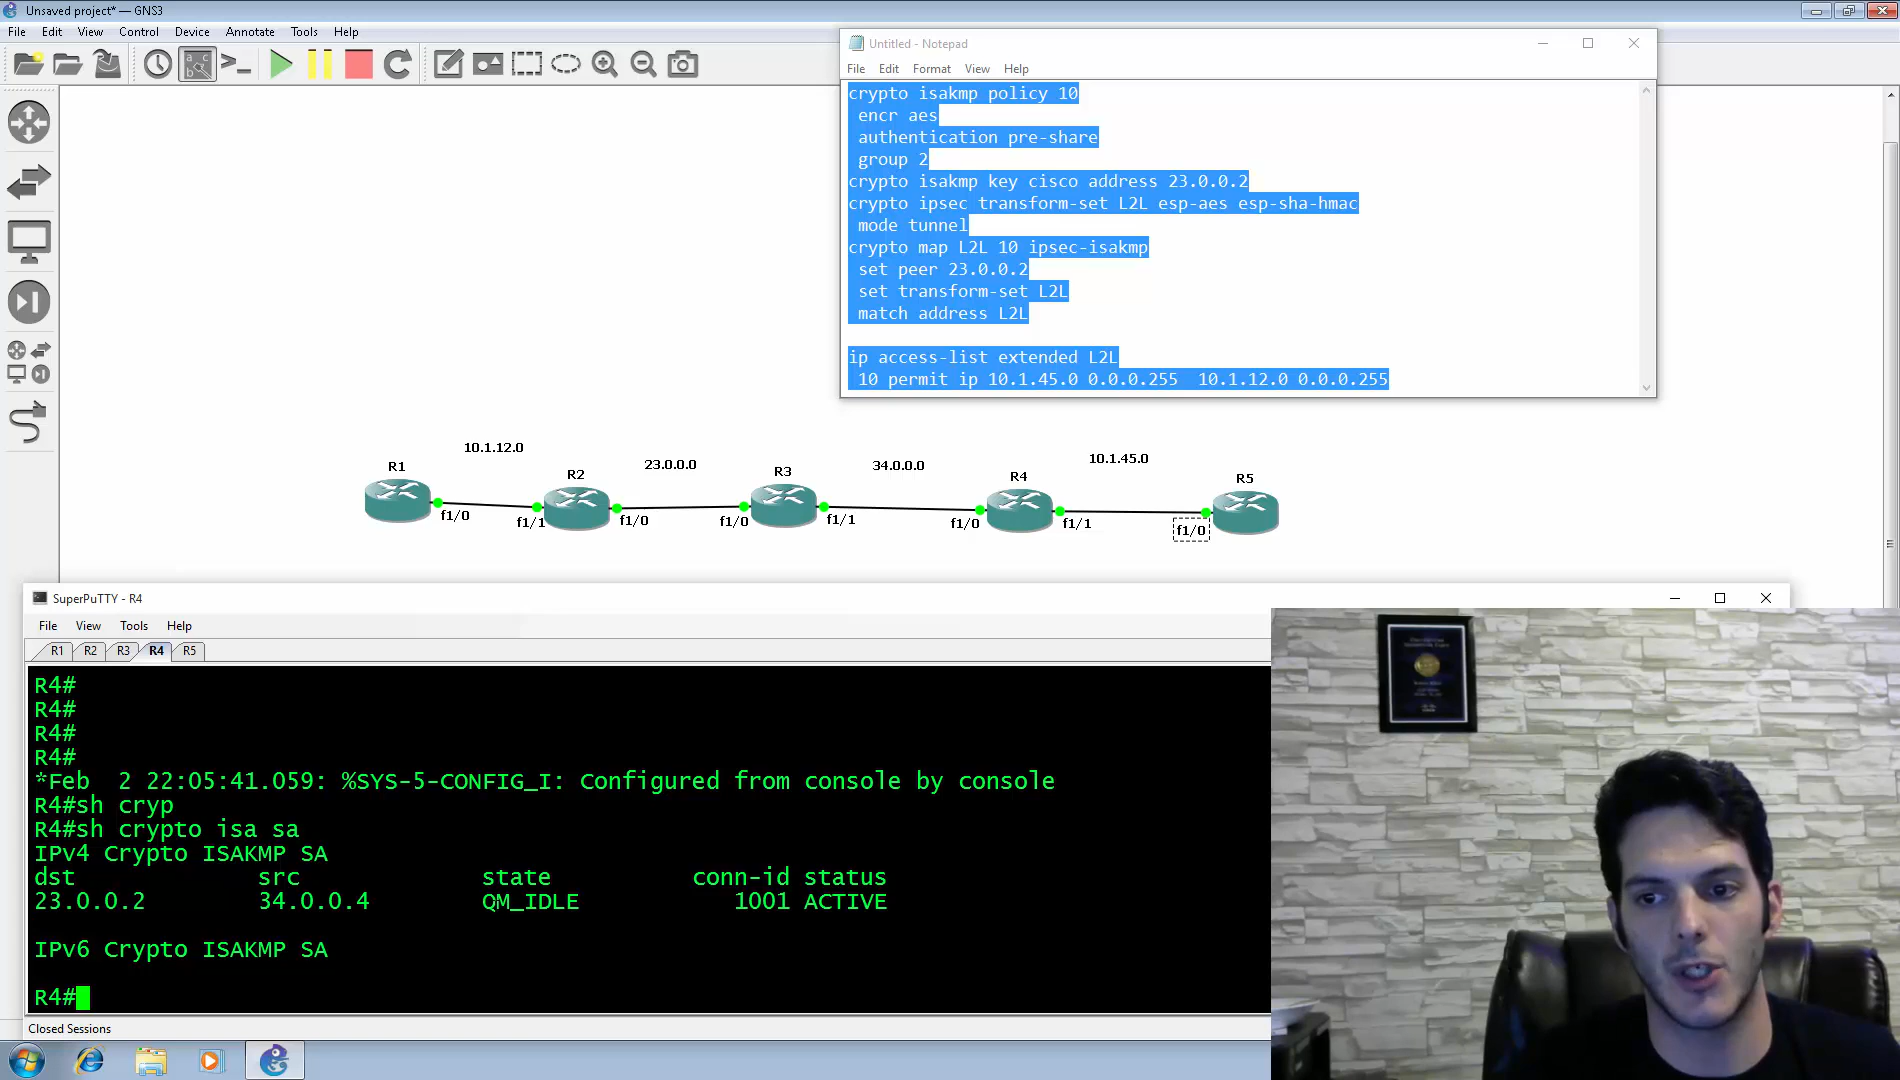 Unsaved project* — GNS3
File Edit View Control Device Annotate Tools Help
Untitled - Notepad
File Edit Format View Help
crypto isakmp policy 10
encr aes
authentication pre-share
group 2
crypto isakmp key cisco address 23.0.0.2
crypto ipsec transform-set L2L esp-aes esp-sha-hmac
mode tunnel
crypto map L2L 10 ipsec-isakmp
set peer 23.0.0.2
set transform-set L2L
match address L2L
ip access-list extended L2L
10 permit ip 10.1.45.0 0.0.0.255 10.1.12.0 0.0.0.255
10.1.12.0 23.0.0.0 34.0.0.0 10.1.45.0
R1 R2 R3 R4 R5
f1/0 f1/1 f1/0 f1/0 f1/1 f1/0 f1/1 f1/0
SuperPuTTY - R4
File View Tools Help
R1 R2 R3 R4 R5
R4#
R4#
R4#
R4#
*Feb 2 22:05:41.059: %SYS-5-CONFIG_I: Configured from console by console
R4#sh cryp
R4#sh crypto isa sa
IPv4 Crypto ISAKMP SA
dst src state conn-id status
23.0.0.2 34.0.0.4 QM_IDLE 1001 ACTIVE
IPv6 Crypto ISAKMP SA
R4#
Closed Sessions